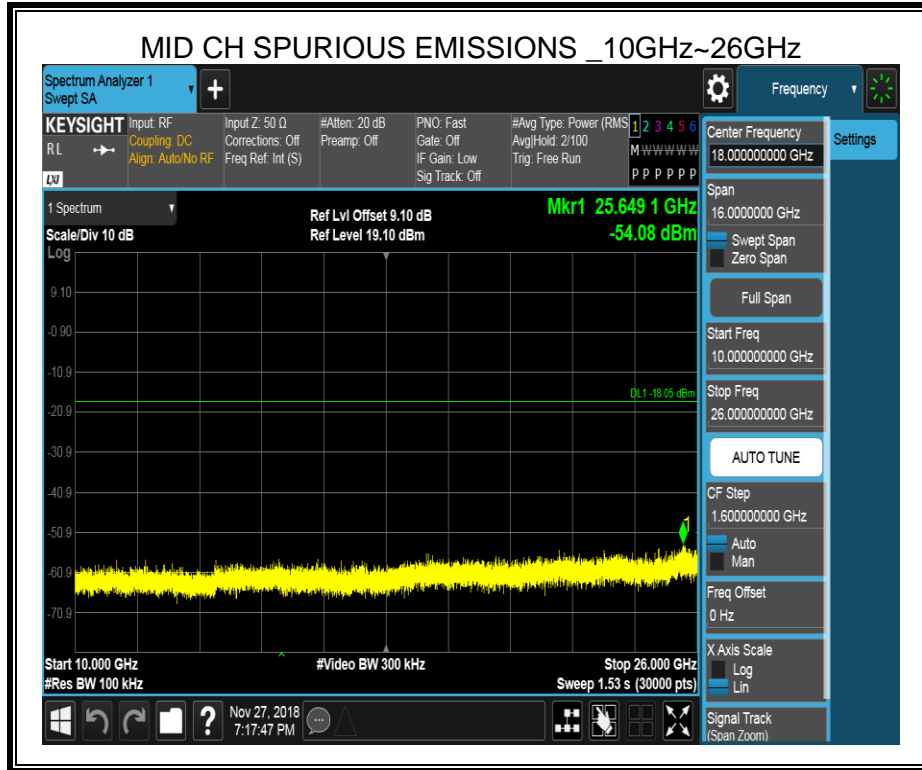 MID CH SPURIOUS EMISSIONS _10GHz~26GHz
Spectrum Analyzer 1
Swept SA
+
Frequency
KEYSIGHT
RL
LXI
Input: RF
Coupling: DC
Align: Auto/No RF
Input Z: 50 Ω
Corrections: Off
Freq Ref: Int (S)
#Atten: 20 dB
Preamp: Off
PNO: Fast
Gate: Off
IF Gain: Low
Sig Track: Off
#Avg Type: Power (RMS
Avg|Hold: 2/100
Trig: Free Run
1 2 3 4 5 6
M W W W W W
P P P P P P
1 Spectrum
Scale/Div 10 dB
Ref Lvl Offset 9.10 dB
Ref Level 19.10 dBm
Mkr1 25.649 1 GHz
-54.08 dBm
Log
9.10
-0.90
-10.9
DL1 -18.05 dBm
-20.9
-30.9
-40.9
-50.9
1
-60.9
-70.9
Start 10.000 GHz
#Res BW 100 kHz
#Video BW 300 kHz
Stop 26.000 GHz
Sweep 1.53 s (30000 pts)
Center Frequency
18.000000000 GHz
Settings
Span
16.0000000 GHz
Swept Span
Zero Span
Full Span
Start Freq
10.000000000 GHz
Stop Freq
26.000000000 GHz
AUTO TUNE
CF Step
1.600000000 GHz
Auto
Man
Freq Offset
0 Hz
X Axis Scale
Log
Lin
Signal Track
(Span Zoom)
?
Nov 27, 2018
7:17:47 PM